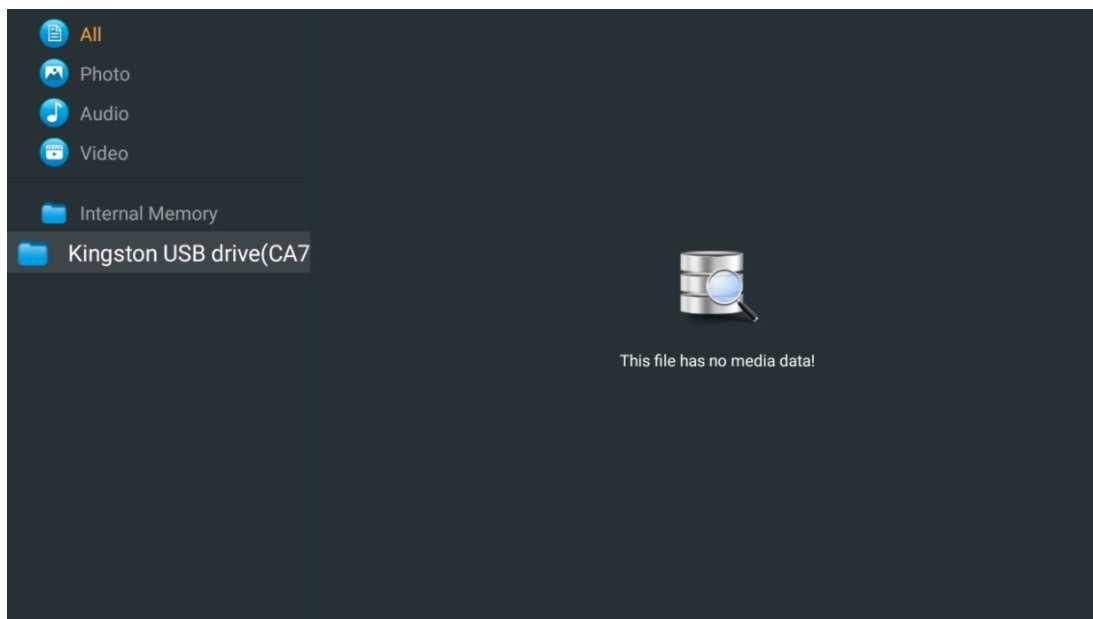 All
Photo
Audio
Video
Internal Memory
Kingston USB drive(CA7
This file has no media data!